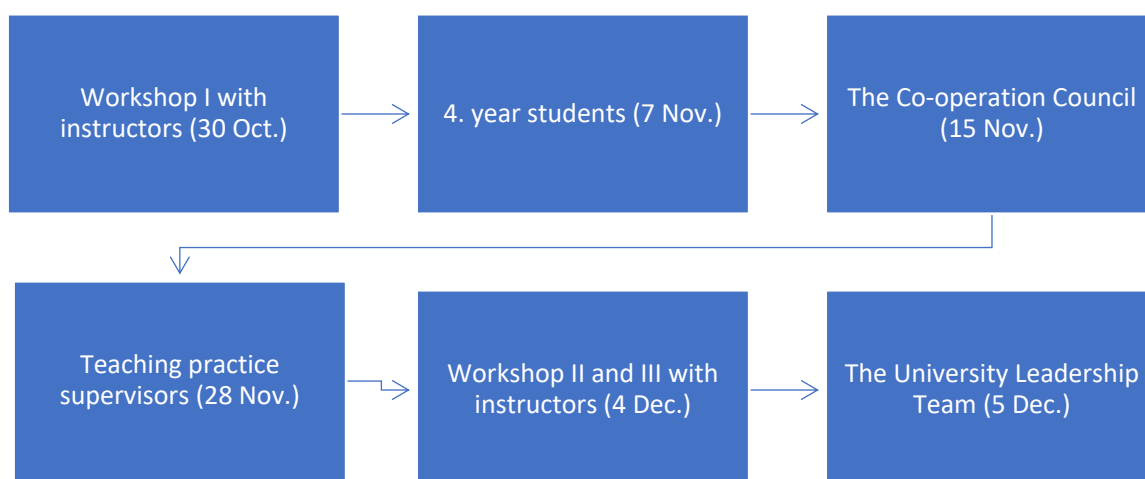 Workshop I with
instructors (30 Oct.)
4. year students (7 Nov.)
The Co-operation Council
(15 Nov.)
Teaching practice
supervisors (28 Nov.)
Workshop II and III with
instructors (4 Dec.)
The University Leadership
Team (5 Dec.)